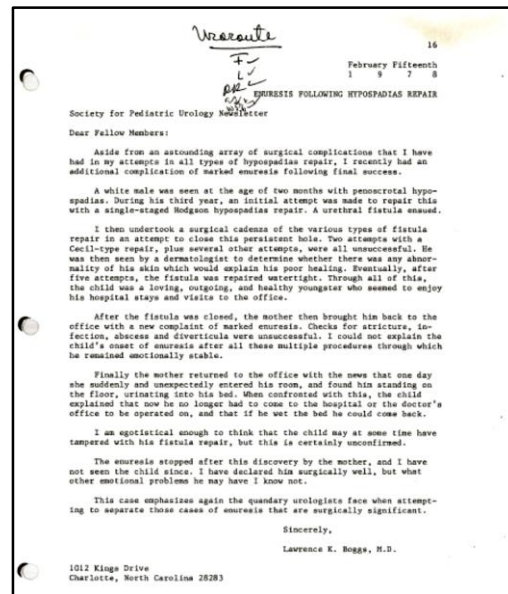 Uroroute
16
F ✓
L ✓
February Fifteenth
1 9 7 8
ENURESIS FOLLOWING HYPOSPADIAS REPAIR
Society for Pediatric Urology Newsletter
Dear Fellow Members:
Aside from an astounding array of surgical complications that I have
had in my attempts in all types of hypospadias repair, I recently had an
additional complication of marked enuresis following final success.
A white male was seen at the age of two months with penoscrotal hypo-
spadias. During his third year, an initial attempt was made to repair this
with a single-staged Hodgson hypospadias repair. A urethral fistula ensued.
I then undertook a surgical cadenza of the various types of fistula
repair in an attempt to close this persistent hole. Two attempts with a
Cecil-type repair, plus several other attempts, were all unsuccessful. He
was then seen by a dermatologist to determine whether there was any abnor-
mality of his skin which would explain his poor healing. Eventually, after
five attempts, the fistula was repaired watertight. Through all of this,
the child was a loving, outgoing, and healthy youngster who seemed to enjoy
his hospital stays and visits to the office.
After the fistula was closed, the mother then brought him back to the
office with a new complaint of marked enuresis. Checks for stricture, in-
fection, abscess and diverticula were unsuccessful. I could not explain the
child's onset of enuresis after all these multiple procedures through which
he remained emotionally stable.
Finally the mother returned to the office with the news that one day
she suddenly and unexpectedly entered his room, and found him standing on
the floor, urinating into his bed. When confronted with this, the child
explained that now he no longer had to come to the hospital or the doctor's
office to be operated on, and that if he wet the bed he could come back.
I am egotistical enough to think that the child may at some time have
tampered with his fistula repair, but this is certainly unconfirmed.
The enuresis stopped after this discovery by the mother, and I have
not seen the child since. I have declared him surgically well, but what
other emotional problems he may have I know not.
This case emphasizes again the quandary urologists face when attempt-
ing to separate those cases of enuresis that are surgically significant.
Sincerely,
Lawrence K. Boggs, M.D.
1012 Kings Drive
Charlotte, North Carolina 28283